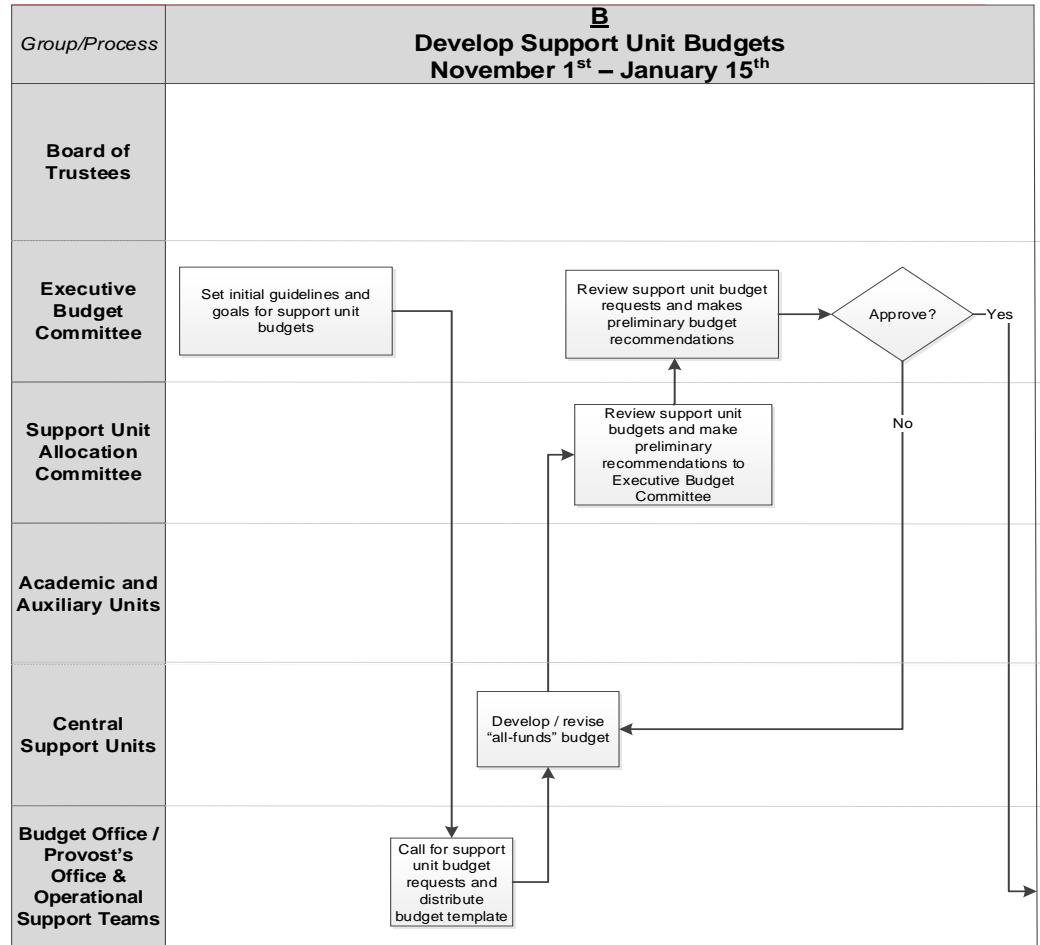 Group/Process
B
Develop Support Unit Budgets
November 1st – January 15th
Board of
Trustees
Executive
Budget
Committee
Set initial guidelines and
goals for support unit
budgets
Review support unit budget
requests and makes
preliminary budget
recommendations
Approve?
Yes
No
Support Unit
Allocation
Committee
Review support unit
budgets and make
preliminary
recommendations to
Executive Budget
Committee
Academic and
Auxiliary Units
Central
Support Units
Develop / revise
“all-funds” budget
Budget Office /
Provost’s
Office &
Operational
Support Teams
Call for support
unit budget
requests and
distribute
budget template